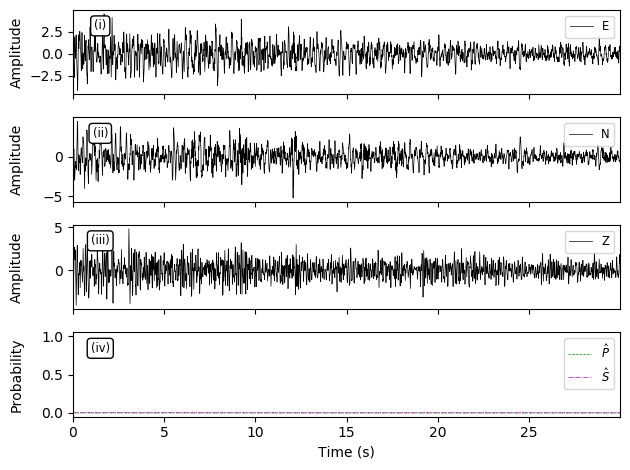 (i)
E
Amplitude
2.5
0.0
−2.5
(ii)
N
Amplitude
0
−5
(iii)
Z
Amplitude
5
0
(iv)
P̂
Ŝ
Probability
1.0
0.5
0.0
0 5 10 15 20 25
Time (s)